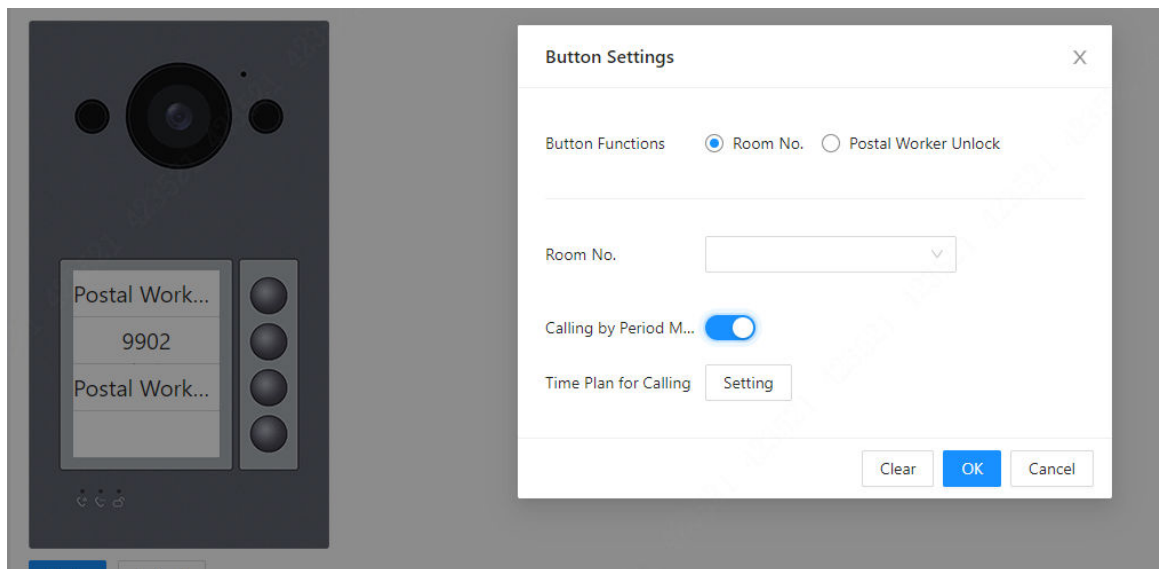 Postal Work...
9902
Postal Work...
Button Settings
Button Functions Room No. Postal Worker Unlock
Room No.
Calling by Period M...
Time Plan for Calling Setting
Clear OK Cancel